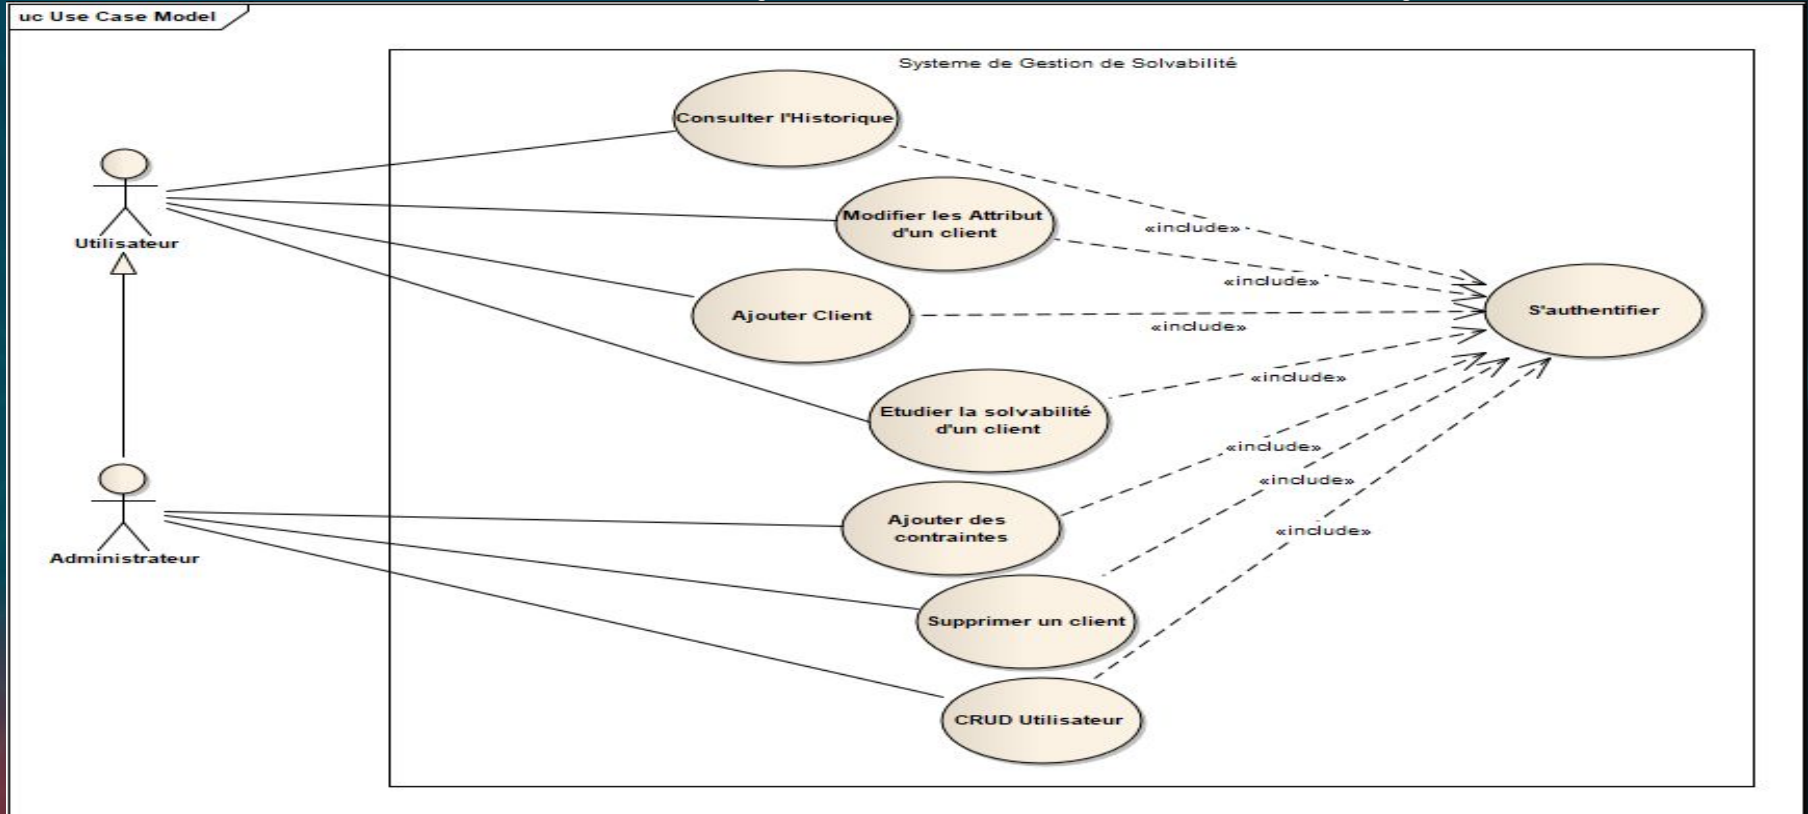 uc Use Case Model
Systeme de Gestion de Solvabilité
Consulter l'Historique
Modifier les Attribut
d'un client
«include»
Utilisateur
«include»
S'authentifier
Ajouter Client
«include»
«include»
Etudier la solvabilité
d'un client
«include»
«include»
Ajouter des
contraintes
«include»
Administrateur
Supprimer un client
CRUD Utilisateur